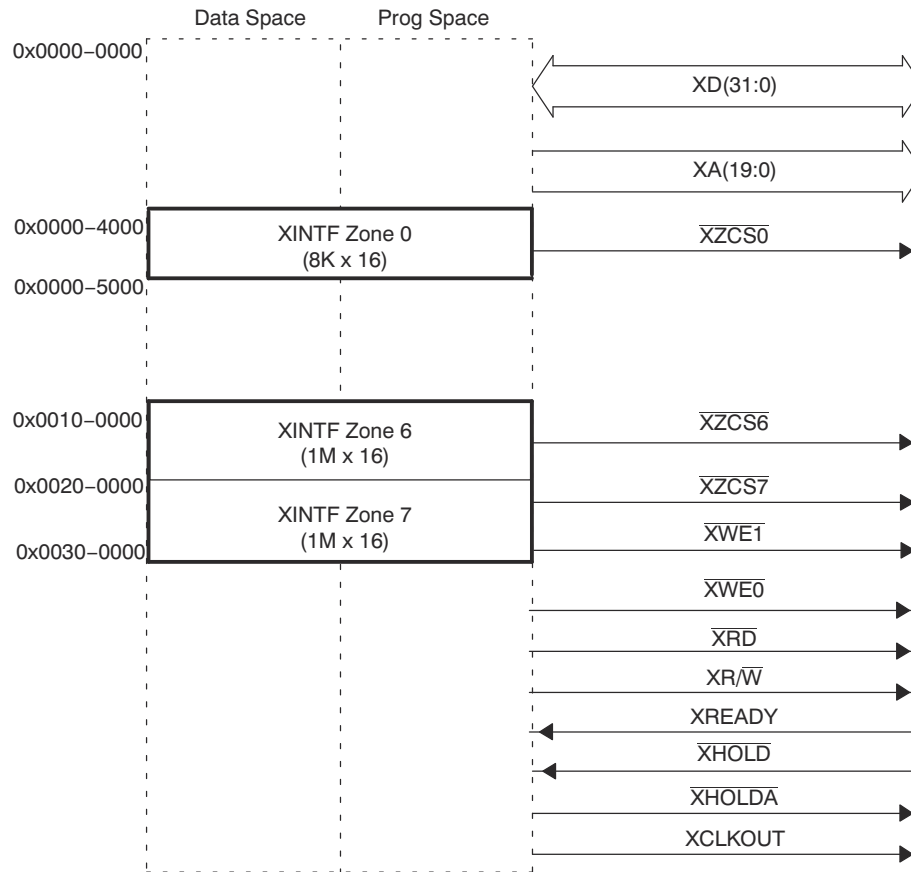 Data Space Prog Space
0x0000−0000
XD(31:0)
XA(19:0)
0x0000−4000
XINTF Zone 0
(8K x 16)
XZCS0
0x0000−5000
0x0010−0000
XINTF Zone 6
(1M x 16)
XZCS6
0x0020−0000
XZCS7
XINTF Zone 7
(1M x 16)
XWE1
0x0030−0000
XWE0
XRD
XR/W
XREADY
XHOLD
XHOLDA
XCLKOUT